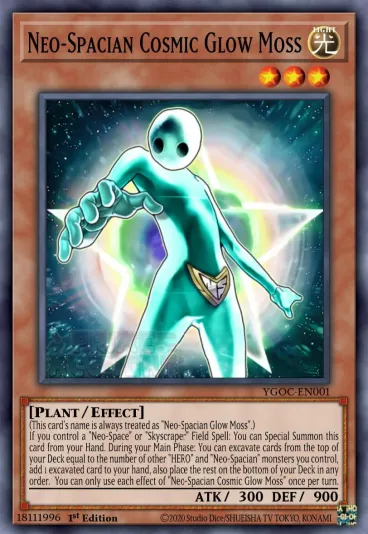 Neo-Spacian Cosmic Glow Moss
LIGHT
光
YGOC-EN001
[Plant / Effect]
(This card's name is always treated as "Neo-Spacian Glow Moss".)
If you control a "Neo-Space" or "Skyscraper" Field Spell: You can Special Summon this
card from your Hand. During your Main Phase: You can excavate cards from the top of
your Deck equal to the number of other "HERO" and "Neo-Spacian" monsters you control,
add 1 excavated card to your hand, also place the rest on the bottom of your Deck in any
order. You can only use each effect of "Neo-Spacian Cosmic Glow Moss" once per turn.
ATK / 300 DEF / 900
18111996 1st Edition ©2020 Studio Dice/SHUEISHA TV TOKYO, KONAMI